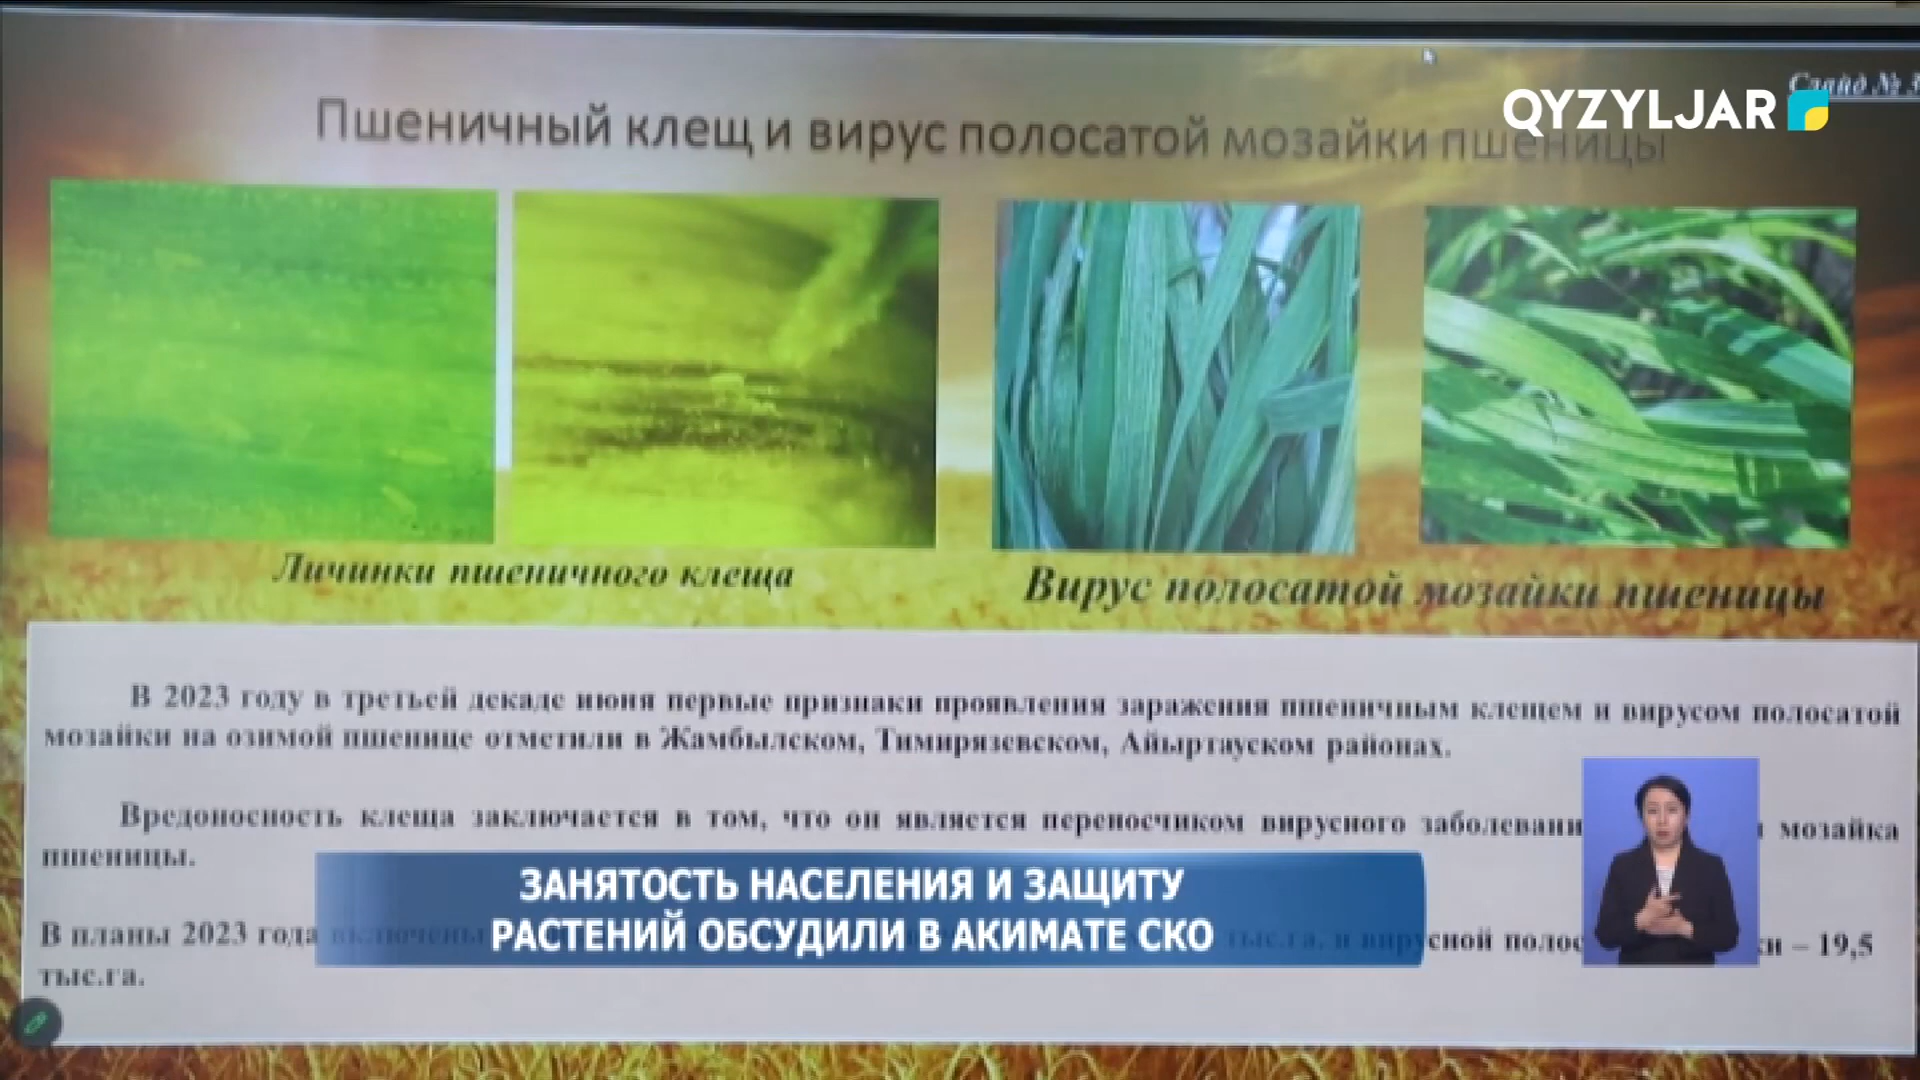 Слайд №
QYZYLJAR
Пшеничный клещ и вирус полосатой мозайки пшеницы
Личинки пшеничного клеща
Вирус полосатой мозайки пшеницы
В 2023 году в третьей декаде июня первые признаки проявления заражения пшеничным клещем и вирусом полосатой
мозайки на озимой пшенице отметили в Жамбылском, Тимирязевском, Айыртауском районах.
Вредоносность клеща заключается в том, что он является переносчиком вирусного заболевани мозайка
пшеницы.
В планы 2023 года включены тыс.га, и вирусной полос ки – 19,5
тыс.га.
ЗАНЯТОСТЬ НАСЕЛЕНИЯ И ЗАЩИТУ
РАСТЕНИЙ ОБСУДИЛИ В АКИМАТЕ СКО